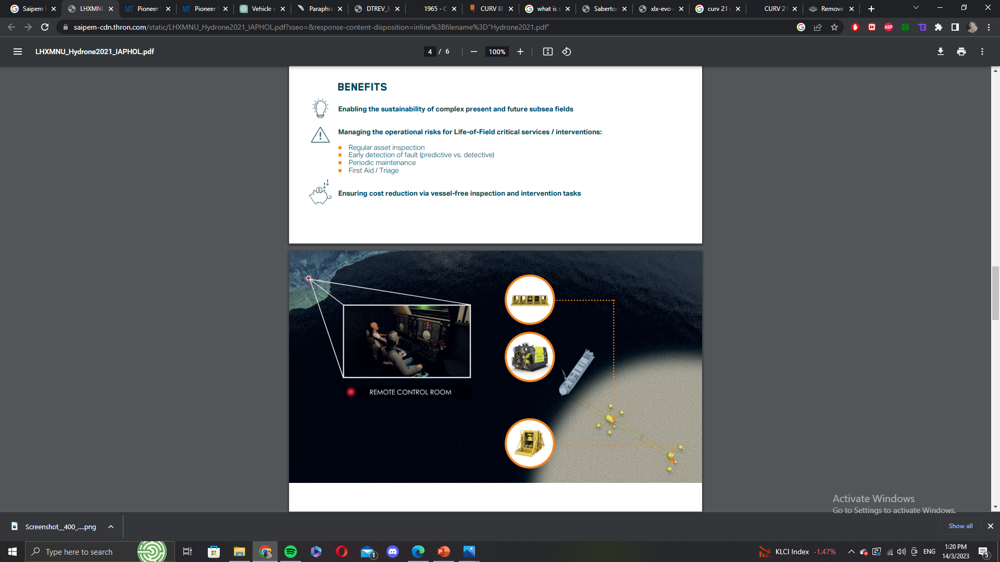 Saipem
LHXMNU
MT Pioneer
MT Pioneer
Vehicle c
Paraphra
DTREV_E
1965 - C
CURV III
what is s
Saberto
xlx-evo-
curv 21
CURV 21
Remove
saipem-cdn.thron.com/static/LHXMNU_Hydrone2021_IAPHOL.pdf?xseo=&response-content-disposition=inline%3Bfilename%3D"Hydrone2021.pdf"
ABP
LHXMNU_Hydrone2021_IAPHOL.pdf
4 / 6
100%
BENEFITS
Enabling the sustainability of complex present and future subsea fields
Managing the operational risks for Life-of-Field critical services / interventions:
Regular asset inspection
Early detection of fault (predictive vs. detective)
Periodic maintenance
First Aid / Triage
Ensuring cost reduction via vessel-free inspection and intervention tasks
REMOTE CONTROL ROOM
Activate Windows
Go to Settings to activate Windows.
Screenshot__400_....png
Show all
Type here to search
1
KLCI Index -1.47%
ENG
1:20 PM
14/3/2023
5